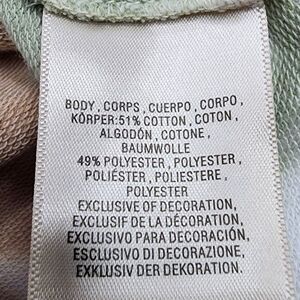 BODY , CORPS , CUERPO , CORPO ,
KÖRPER:51% COTTON , COTON ,
ALGODÓN , COTONE ,
BAUMWOLLE
49% POLYESTER , POLYESTER ,
POLIÉSTER , POLIESTERE ,
POLYESTER
EXCLUSIVE OF DECORATION,
EXCLUSIF DE LA DÉCORATION,
EXCLUSIVO PARA DECORACIÓN,
ESCLUSIVO DI DECORAZIONE,
EXKLUSIV DER DEKORATION.